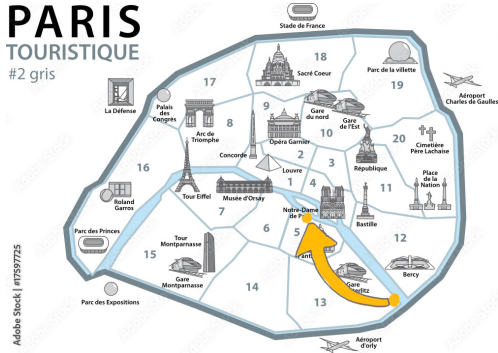 PARIS
TOURISTIQUE
#2 gris
Stade de France
17
18
19
Sacré Coeur
Parc de la villette
Aéroport
Charles de Gaulles
La Défense
Palais
des
Congrès
Arc de
Triomphe
8
9
Opéra Garnier
Gare
du nord
Gare
de l'Est
10
20
Cimetière
Père Lachaise
Concorde
Louvre
2
3
République
16
Tour Eiffel
Musée d'Orsay
1
4
11
Place
de la
Nation
Roland
Garros
7
Notre-Dame
de
Bastille
Parc des Princes
Tour
Montparnasse
6
5
12
15
Gare
Montparnasse
Gare
Bercy
Parc des Expositions
14
13
Aéroport
d'orly
Adobe Stock | #17597725